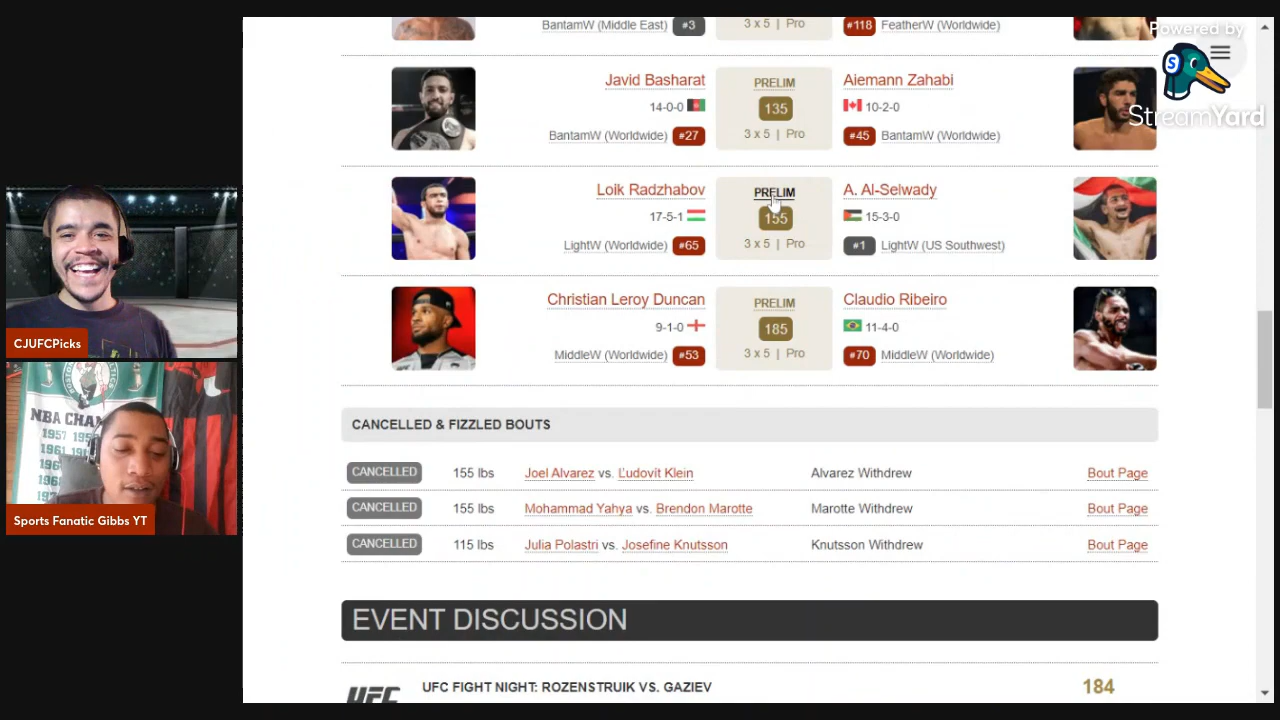 BantamW (Middle East) #3
3 x 5 | Pro
#118 FeatherW (Worldwide)
Powered by
S
StreamYard
Javid Basharat
14-0-0
BantamW (Worldwide) #27
PRELIM
135
3 x 5 | Pro
Aiemann Zahabi
10-2-0
#45 BantamW (Worldwide)
Loik Radzhabov
17-5-1
LightW (Worldwide) #65
PRELIM
155
3 x 5 | Pro
A. Al-Selwady
15-3-0
#1 LightW (US Southwest)
Christian Leroy Duncan
9-1-0
MiddleW (Worldwide) #53
PRELIM
185
3 x 5 | Pro
Claudio Ribeiro
11-4-0
#70 MiddleW (Worldwide)
CANCELLED & FIZZLED BOUTS
CANCELLED 155 lbs Joel Alvarez vs. Ľudovít Klein Alvarez Withdrew Bout Page
CANCELLED 155 lbs Mohammad Yahya vs. Brendon Marotte Marotte Withdrew Bout Page
CANCELLED 115 lbs Julia Polastri vs. Josefine Knutsson Knutsson Withdrew Bout Page
EVENT DISCUSSION
UFC UFC FIGHT NIGHT: ROZENSTRUIK VS. GAZIEV 184
CJUFCPicks
NBA CHAM
1957 195
1961
Sports Fanatic Gibbs YT